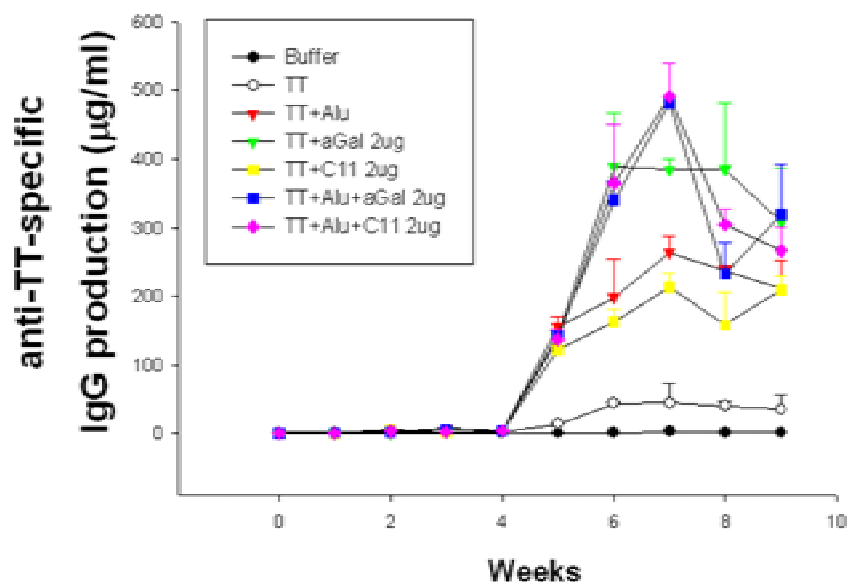 600
500
400
300
200
100
0
anti-TT-specific
IgG production (µg/ml)
Buffer
TT
TT+Alu
TT+aGal 2ug
TT+C11 2ug
TT+Alu+aGal 2ug
TT+Alu+C11 2ug
0 2 4 6 8 10
Weeks